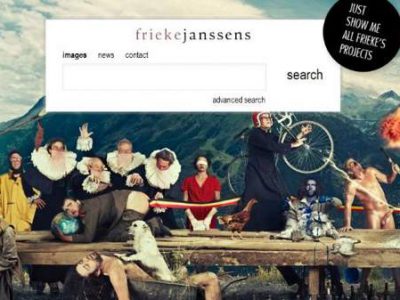 friekejanssens
images news contact
search
advanced search
JUST
SHOW ME
ALL FRIEKE'S
PROJECTS